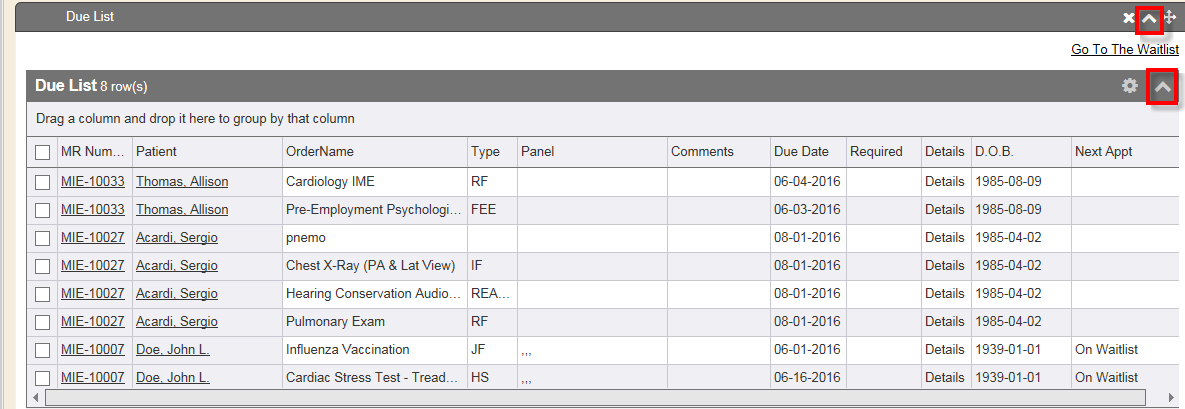 Due List
Go To The Waitlist
Due List 8 row(s)
Drag a column and drop it here to group by that column
MR Num... Patient OrderName Type Panel Comments Due Date Required Details D.O.B. Next Appt
MIE-10033 Thomas, Allison Cardiology IME RF 06-04-2016 Details 1985-08-09
MIE-10033 Thomas, Allison Pre-Employment Psychologi... FEE 06-03-2016 Details 1985-08-09
MIE-10027 Acardi, Sergio pnemo 08-01-2016 Details 1985-04-02
MIE-10027 Acardi, Sergio Chest X-Ray (PA & Lat View) IF 08-01-2016 Details 1985-04-02
MIE-10027 Acardi, Sergio Hearing Conservation Audio... REA... 08-01-2016 Details 1985-04-02
MIE-10027 Acardi, Sergio Pulmonary Exam RF 08-01-2016 Details 1985-04-02
MIE-10007 Doe, John L. Influenza Vaccination JF ,,, 06-01-2016 Details 1939-01-01 On Waitlist
MIE-10007 Doe, John L. Cardiac Stress Test - Tread... HS ,,, 06-16-2016 Details 1939-01-01 On Waitlist